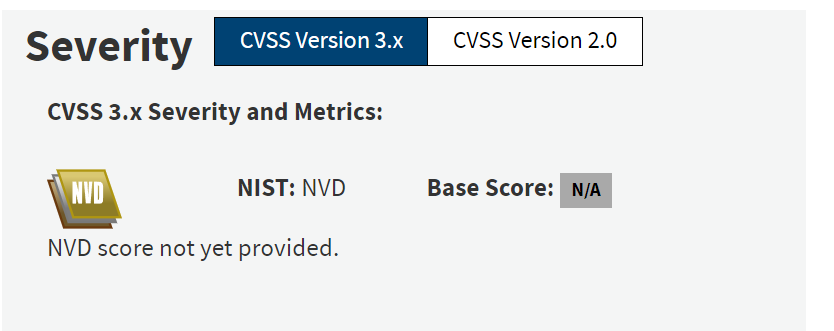 Severity CVSS Version 3.x CVSS Version 2.0
CVSS 3.x Severity and Metrics:
NVD NIST: NVD Base Score: N/A
NVD score not yet provided.